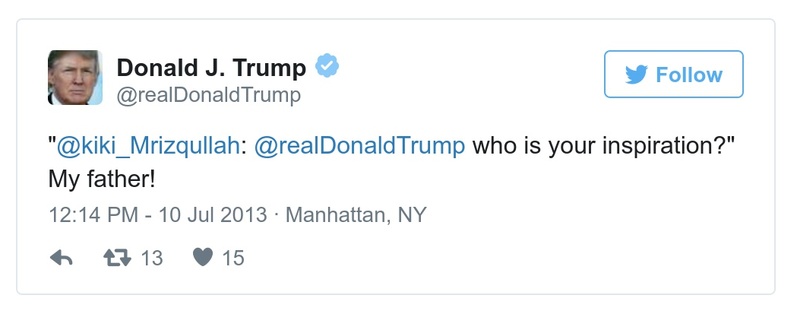 Donald J. Trump
@realDonaldTrump
Follow
"@kiki_Mrizqullah: @realDonaldTrump who is your inspiration?"
My father!
12:14 PM - 10 Jul 2013 · Manhattan, NY
13 15